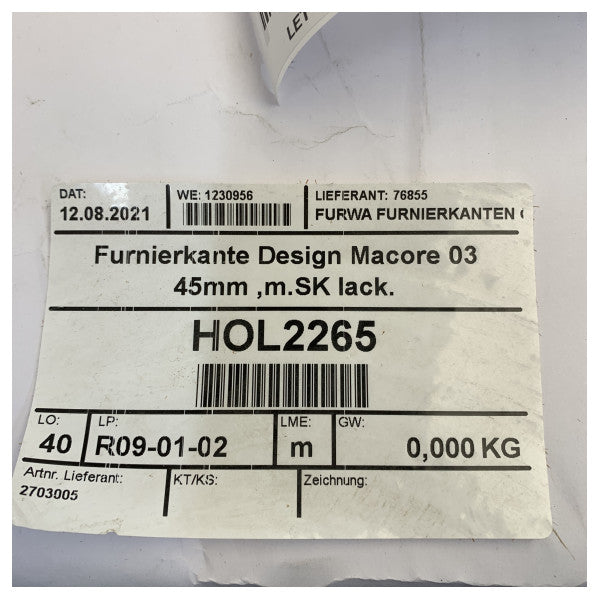 LET
DAT: WE: 1230956 LIEFERANT: 76855
12.08.2021 FURWA FURNIERKANTEN
Furnierkante Design Macore 03
45mm ,m.SK lack.
HOL2265
LO: LP: LME: GW:
40 R09-01-02 m 0,000 KG
Artnr. Lieferant: KT/KS: Zeichnung:
2703005